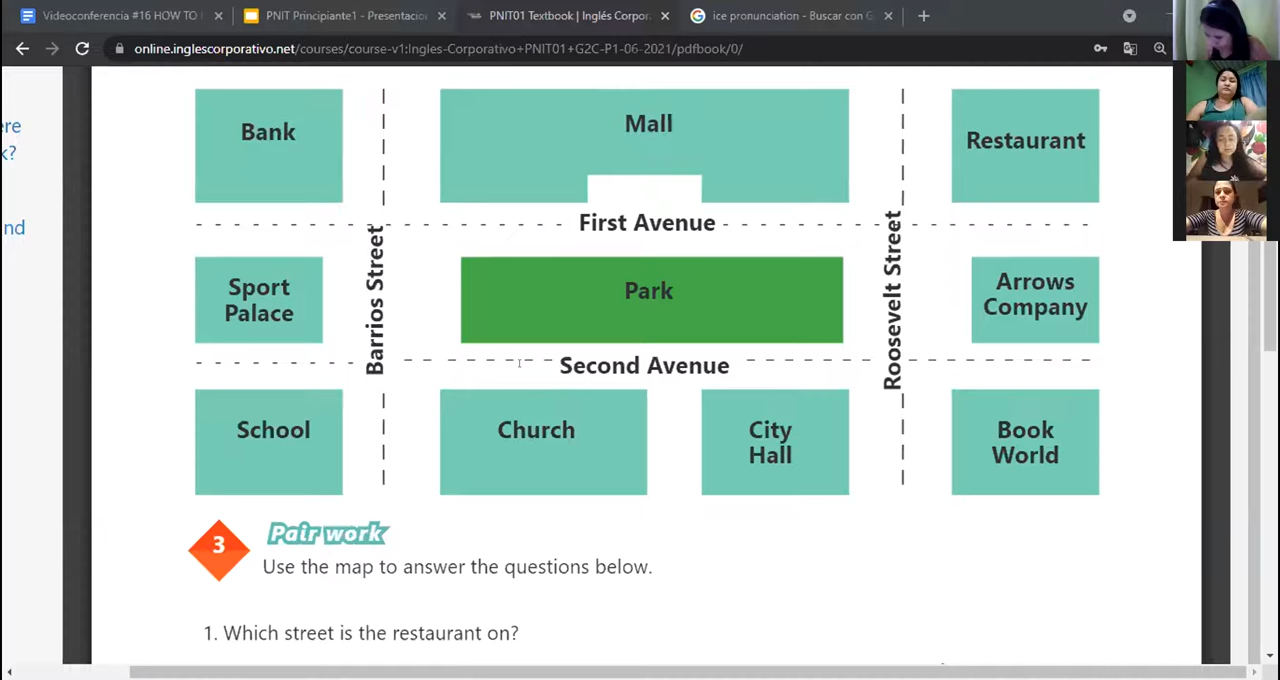 Videoconferencia #16 HOW TO
PNIT Principiante1 - Presentacion
PNIT01 Textbook | Inglés Corpor
ice pronunciation - Buscar con G
online.inglescorporativo.net/courses/course-v1:Ingles-Corporativo+PNIT01+G2C-P1-06-2021/pdfbook/0/
ere
k?
nd
Bank
Mall
Restaurant
First Avenue
Barrios Street
Roosevelt Street
Sport
Palace
Park
Arrows
Company
Second Avenue
School
Church
City
Hall
Book
World
3
Pair work
Use the map to answer the questions below.
1. Which street is the restaurant on?